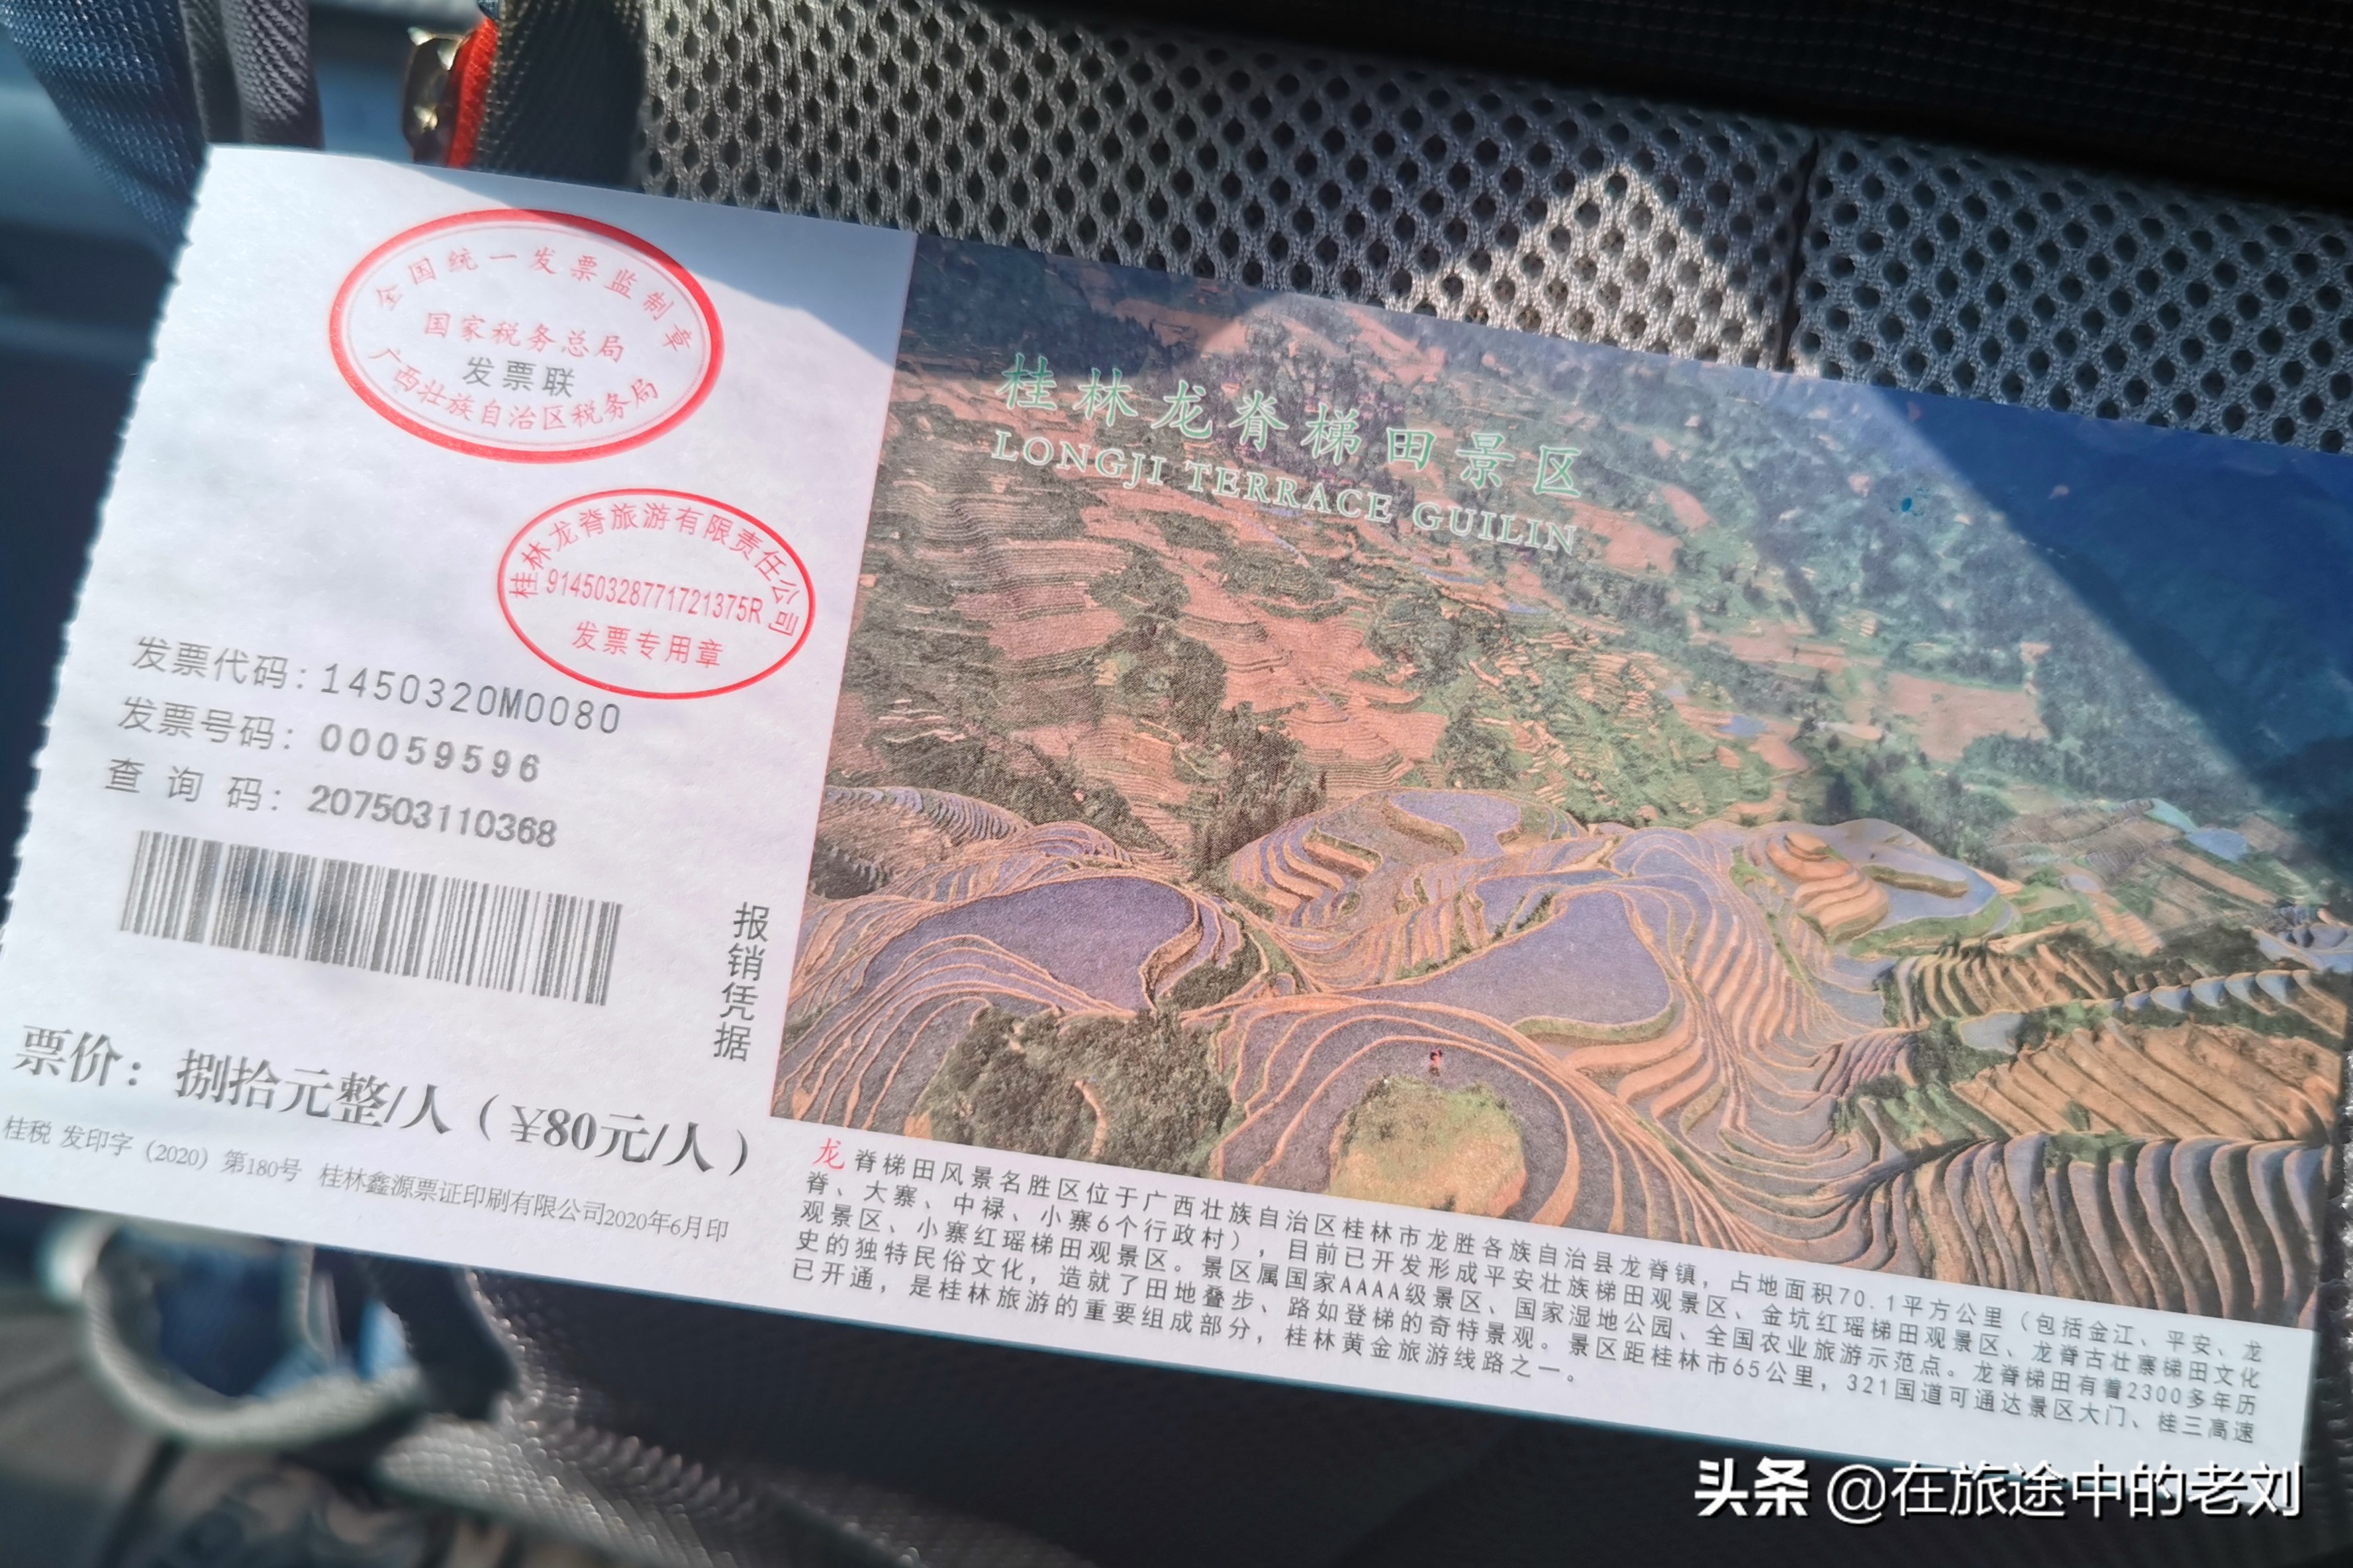 全国统一发票监制章
国家税务总局
发票联
广西壮族自治区税务局
桂林龙脊旅游有限责任公司
91450328771721375R
发票专用章
发票代码：1450320M0080
发票号码：00059596
查询码：207503110368
报销凭据
票价：捌拾元整/人（¥80元/人）
桂税 发印字（2020）第180号 桂林鑫源票证印刷有限公司2020年6月印
桂林龙脊梯田景区
LONGJI TERRACE GUILIN
龙脊梯田风景名胜区位于广西壮族自治区桂林市龙胜各族自治县龙脊镇，占地面积70.1平方公里（包括金江、平安、龙
脊、大寨、中禄、小寨6个行政村），目前已开发形成平安壮族梯田观景区、金坑红瑶梯田观景区、龙脊古壮寨梯田文化
观景区、小寨红瑶梯田观景区。景区属国家AAAA级景区、国家湿地公园、全国农业旅游示范点。龙脊梯田有着2300多年历
史的独特民俗文化，造就了田地叠步、路如登梯的奇特景观。景区距桂林市65公里，321国道可通达景区大门、桂三高速
已开通，是桂林旅游的重要组成部分，桂林黄金旅游线路之一。
头条 @在旅途中的老刘